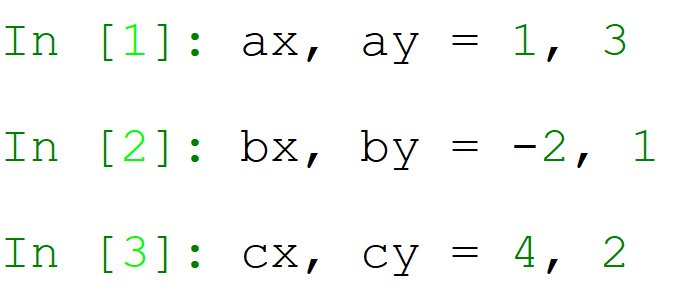 In [1]: ax, ay = 1, 3
In [2]: bx, by = -2, 1
In [3]: cx, cy = 4, 2